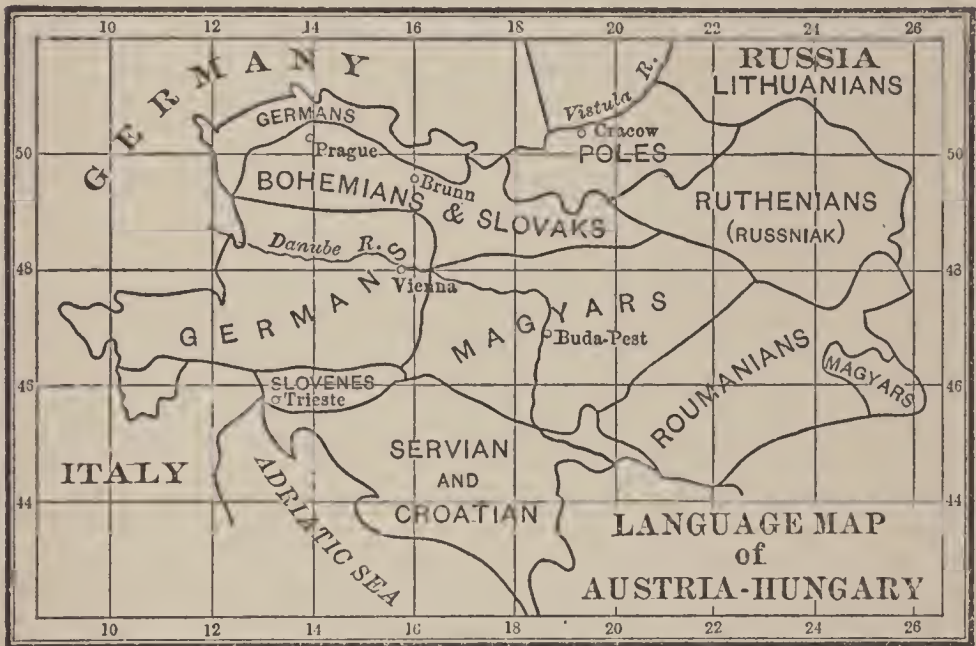 10 12 14 16 18 20 22 24 26
GERMANY
RUSSIA
LITHUANIANS
Vistula R.
GERMANS
Cracow
50 Prague POLES 50
BOHEMIANS & SLOVAKS
Brunn
RUTHENIANS
(RUSSNIAK)
Danube R.
48 48
Vienna
GERMANS
MAGYARS
Buda-Pest
ROUMANIANS
MAGYARS
46 SLOVENES 46
Trieste
ITALY
ADRIATIC SEA
SERVIAN
AND
CROATIAN
44 44
LANGUAGE MAP
of
AUSTRIA-HUNGARY
10 12 14 16 18 20 22 24 26